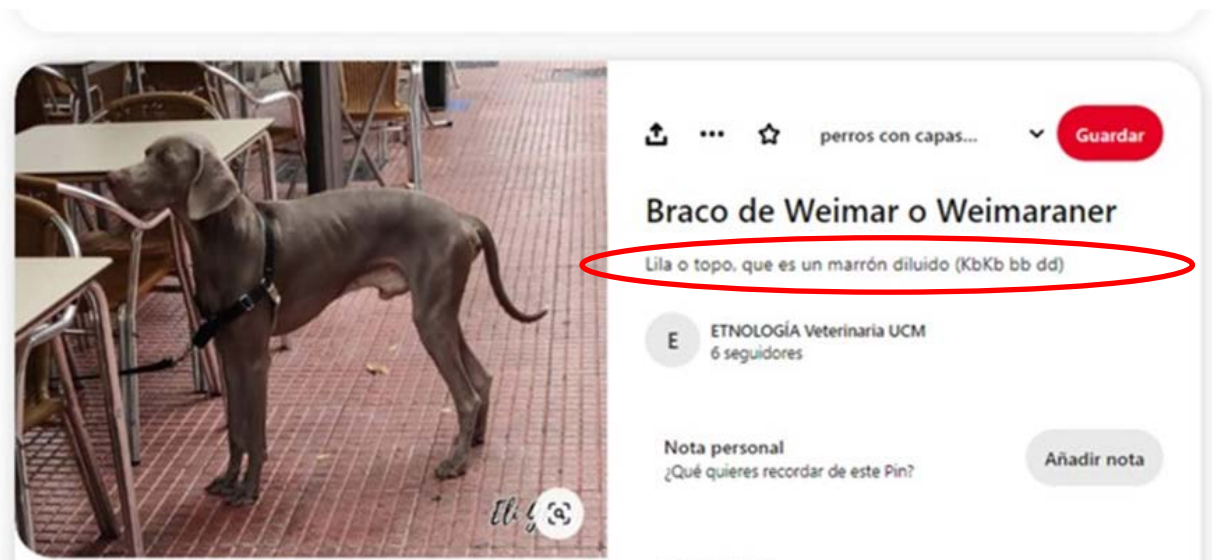 perros con capas...
Guardar
Braco de Weimar o Weimaraner
Lila o topo, que es un marrón diluido (KbKb bb dd)
E
ETNOLOGÍA Veterinaria UCM
6 seguidores
Nota personal
¿Qué quieres recordar de este Pin?
Añadir nota
Eli